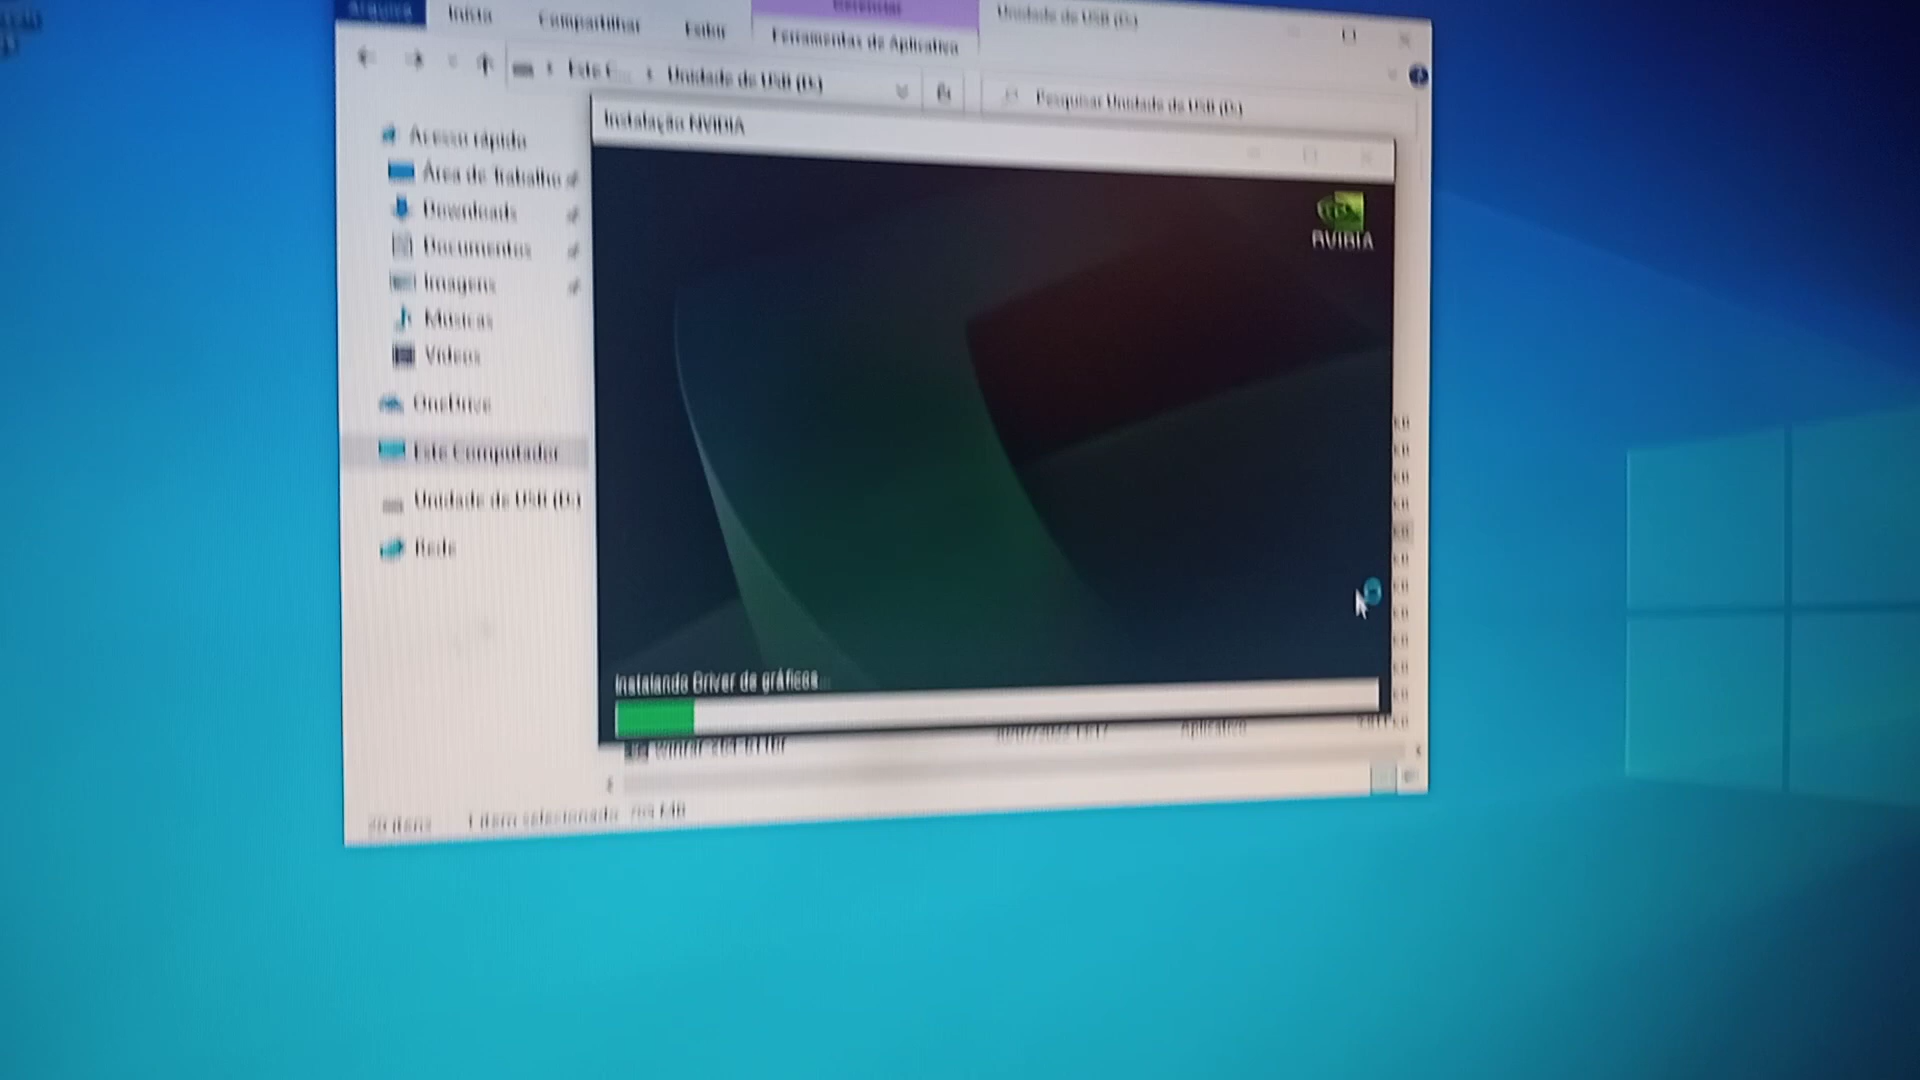 Arquivo
Início
Compartilhar
Exibir
Gerenciar
Ferramentas de Aplicativo
Unidade de USB (D:)
Este C...
Unidade de USB (D:)
Pesquisar Unidade de USB (D:)
Instalação NVIDIA
Acesso rápido
Área de Trabalho
Downloads
Documentos
Imagens
Músicas
Vídeos
OneDrive
Este Computador
Unidade de USB (D:)
Rede
NVIDIA
Instalando Driver de gráficos...
Aplicativo
1 item selecionado